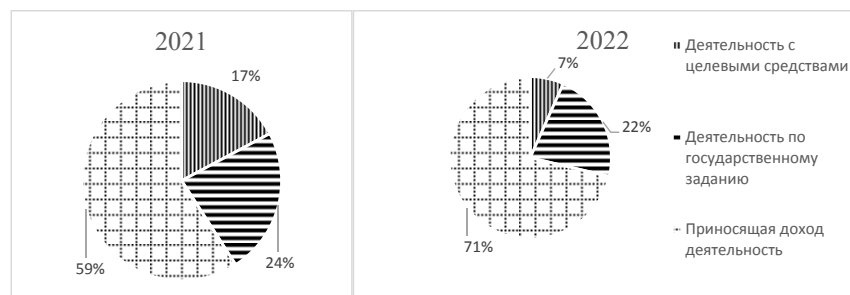 2021
17%
24%
59%
2022
7%
22%
71%
Деятельность с
целевыми средствами
Деятельность по
государственному
заданию
Приносящая доход
деятельность